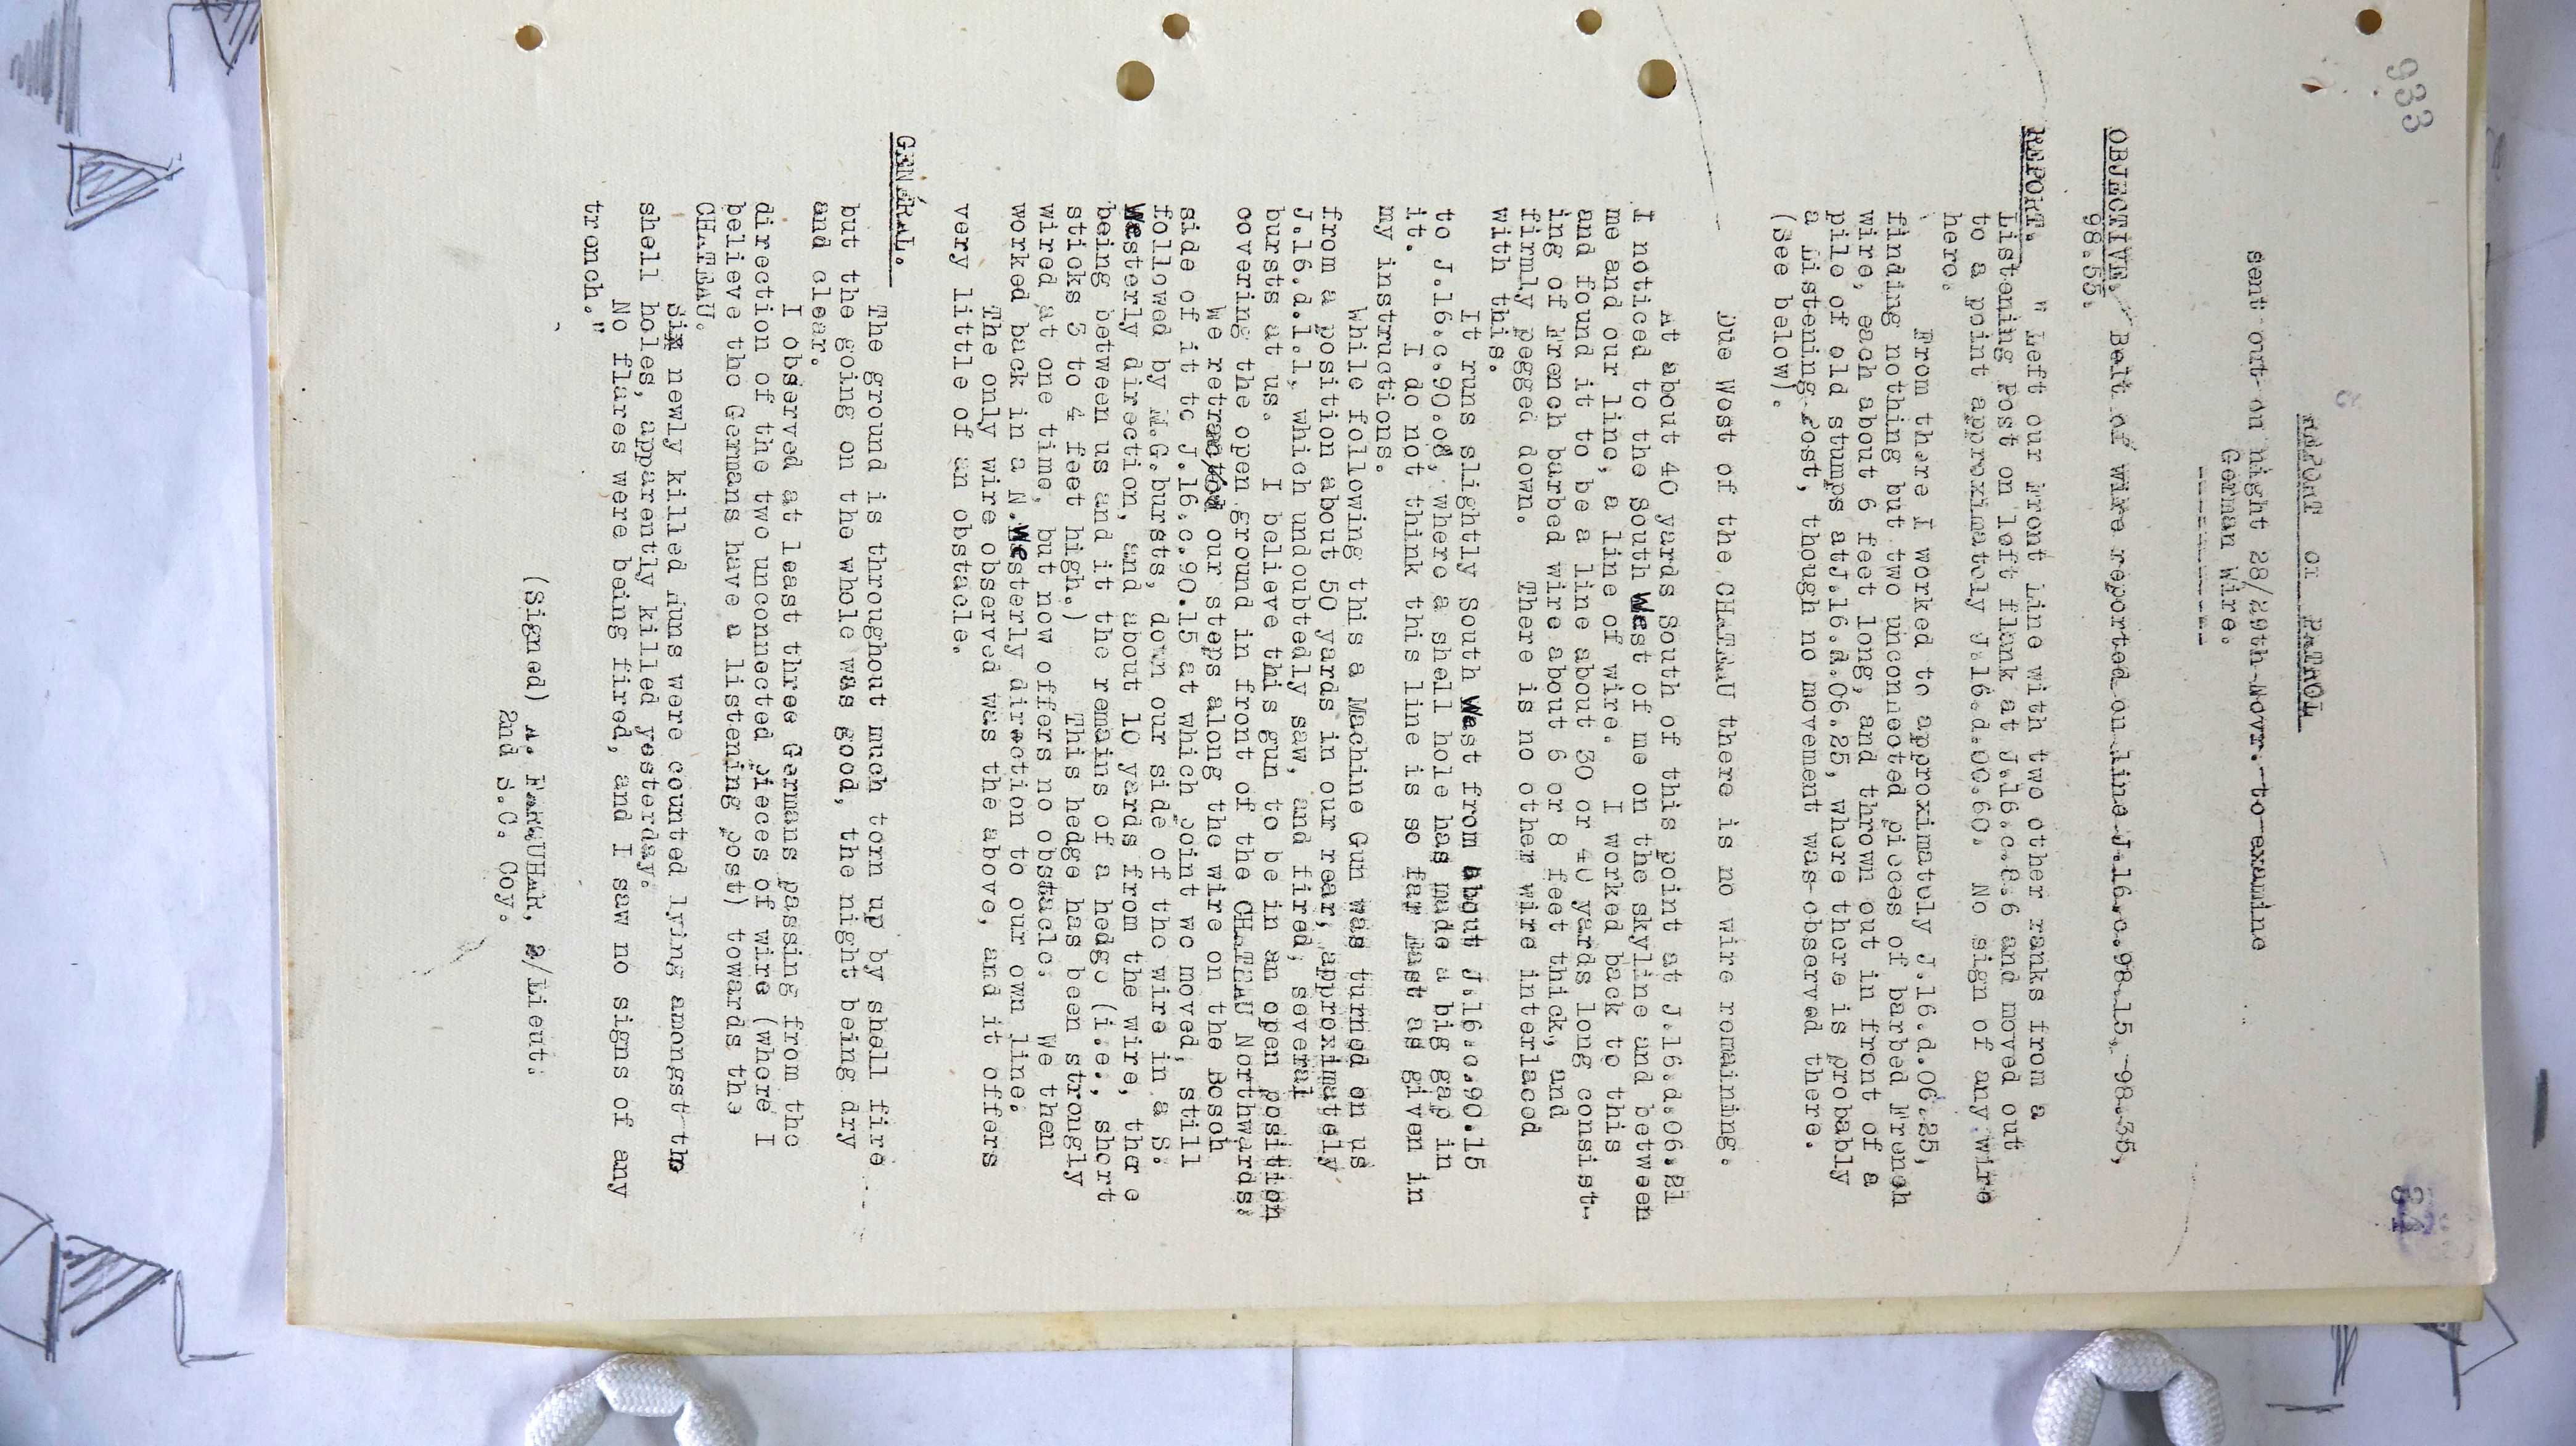 933
31
REPORT OF PATROL
sent out on night 28/29th Novr. to examine
German Wire.
----------
OBJECTIVE. Belt of wire reported on line J.16.c.98.15, -98.35,
98.55.
REPORT. " Left our Front Line with two other ranks from a
Listening Post on left flank at J.16.c.8.6 and moved out
to a point approximately J.16.d.00.60. No sign of any wire
here.
From there I worked to approximately J.16.d.06.25,
finding nothing but two unconnected pieces of barbed French
wire, each about 6 feet long, and thrown out in front of a
pile of old stumps at J.16.d.06.25, where there is probably
a Listening Post, though no movement was observed there.
(See below).
Due West of the CHATEAU there is no wire remaining.
At about 40 yards South of this point at J.16.d.06.21
I noticed to the South West of me on the skyline and between
me and our line, a line of wire. I worked back to this
and found it to be a line about 30 or 40 yards long consist-
ing of French barbed wire about 6 or 8 feet thick, and
firmly pegged down. There is no other wire interlaced
with this.
It runs slightly South West from about J.16.c.90.15
to J.16.c.90.08, where a shell hole has made a big gap in
it. I do not think this line is so far East as given in
my instructions.
While following this a Machine Gun was turned on us
from a position about 50 yards in our rear, approximately
J.16.d.1.1, which undoubtedly saw, and fired, several
bursts at us. I believe this gun to be in an open position
covering the open ground in front of the CHATEAU Northwards.
We retraced our steps along the wire on the Bosch
side of it to J.16.c.90.15 at which point we moved, still
followed by M.G.bursts, down our side of the wire in a S.
Westerly direction, and about 10 yards from the wire, there
being between us and it the remains of a hedge (i.e., short
sticks 3 to 4 feet high.) This hedge has been strongly
wired at one time, but now offers no obstacle. We then
worked back in a N.Westerly direction to our own line.
The only wire observed was the above, and it offers
very little of an obstacle.
GENERAL.
The ground is throughout much torn up by shell fire
but the going on the whole was good, the night being dry
and clear.
I observed at least three Germans passing from the
direction of the two unconnected pieces of wire (where I
believe the Germans have a listening post) towards the
CHATEAU.
Six newly killed Huns were counted lying amongst the
shell holes, apparently killed yesterday.
No flares were being fired, and I saw no signs of any
trench."
(Signed) A. FARQUHAR, 2/Lieut.
2nd S.C. Coy.